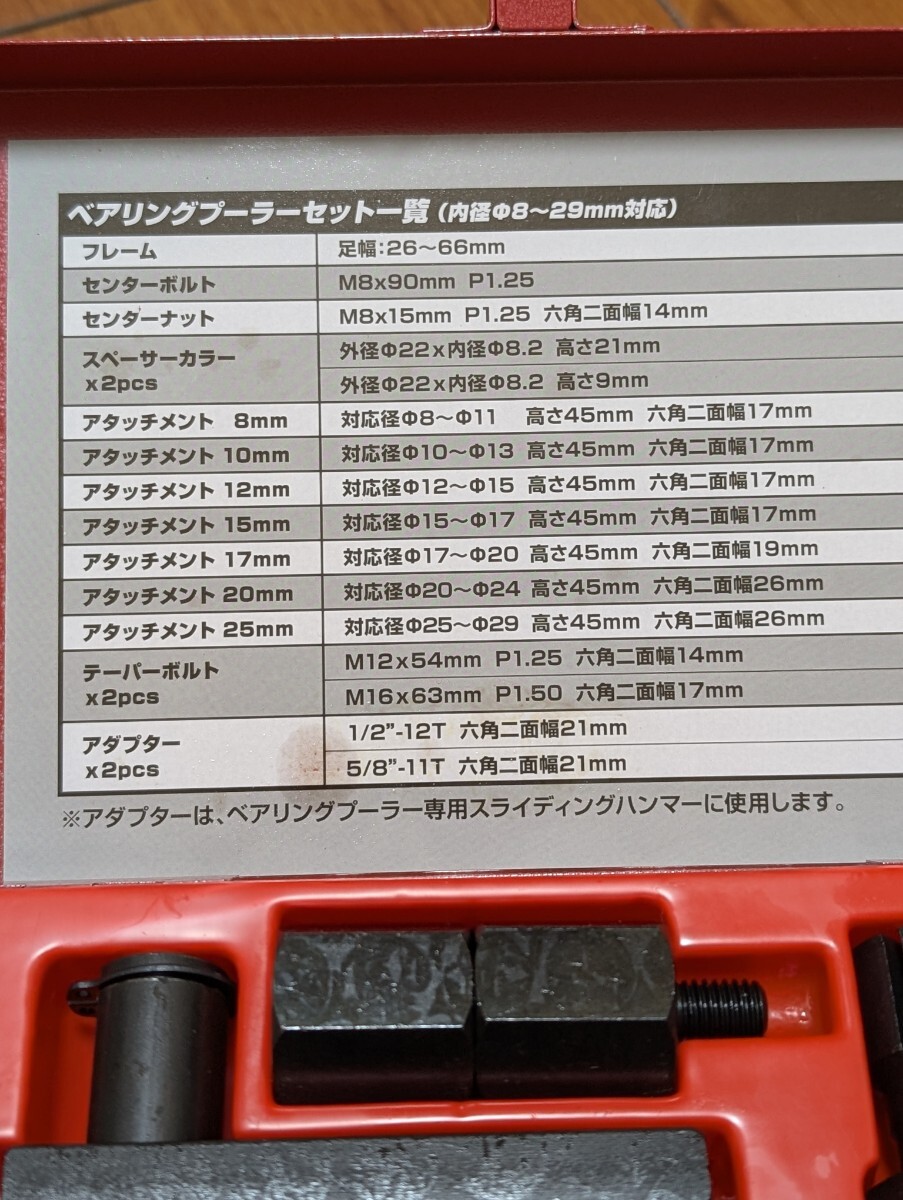 ベアリングプーラーセット一覧（内径Φ8～29mm対応）
フレーム 足幅：26～66mm
センターボルト M8x90mm P1.25
センターナット M8x15mm P1.25 六角二面幅14mm
スペーサーカラー x2pcs 外径Φ22x内径Φ8.2 高さ21mm
外径Φ22x内径Φ8.2 高さ9mm
アタッチメント 8mm 対応径Φ8～Φ11 高さ45mm 六角二面幅17mm
アタッチメント 10mm 対応径Φ10～Φ13 高さ45mm 六角二面幅17mm
アタッチメント 12mm 対応径Φ12～Φ15 高さ45mm 六角二面幅17mm
アタッチメント 15mm 対応径Φ15～Φ17 高さ45mm 六角二面幅17mm
アタッチメント 17mm 対応径Φ17～Φ20 高さ45mm 六角二面幅19mm
アタッチメント 20mm 対応径Φ20～Φ24 高さ45mm 六角二面幅26mm
アタッチメント 25mm 対応径Φ25～Φ29 高さ45mm 六角二面幅26mm
テーパーボルト x2pcs M12x54mm P1.25 六角二面幅14mm
M16x63mm P1.50 六角二面幅17mm
アダプター x2pcs 1/2”-12T 六角二面幅21mm
5/8”-11T 六角二面幅21mm
※アダプターは、ベアリングプーラー専用スライディングハンマーに使用します。